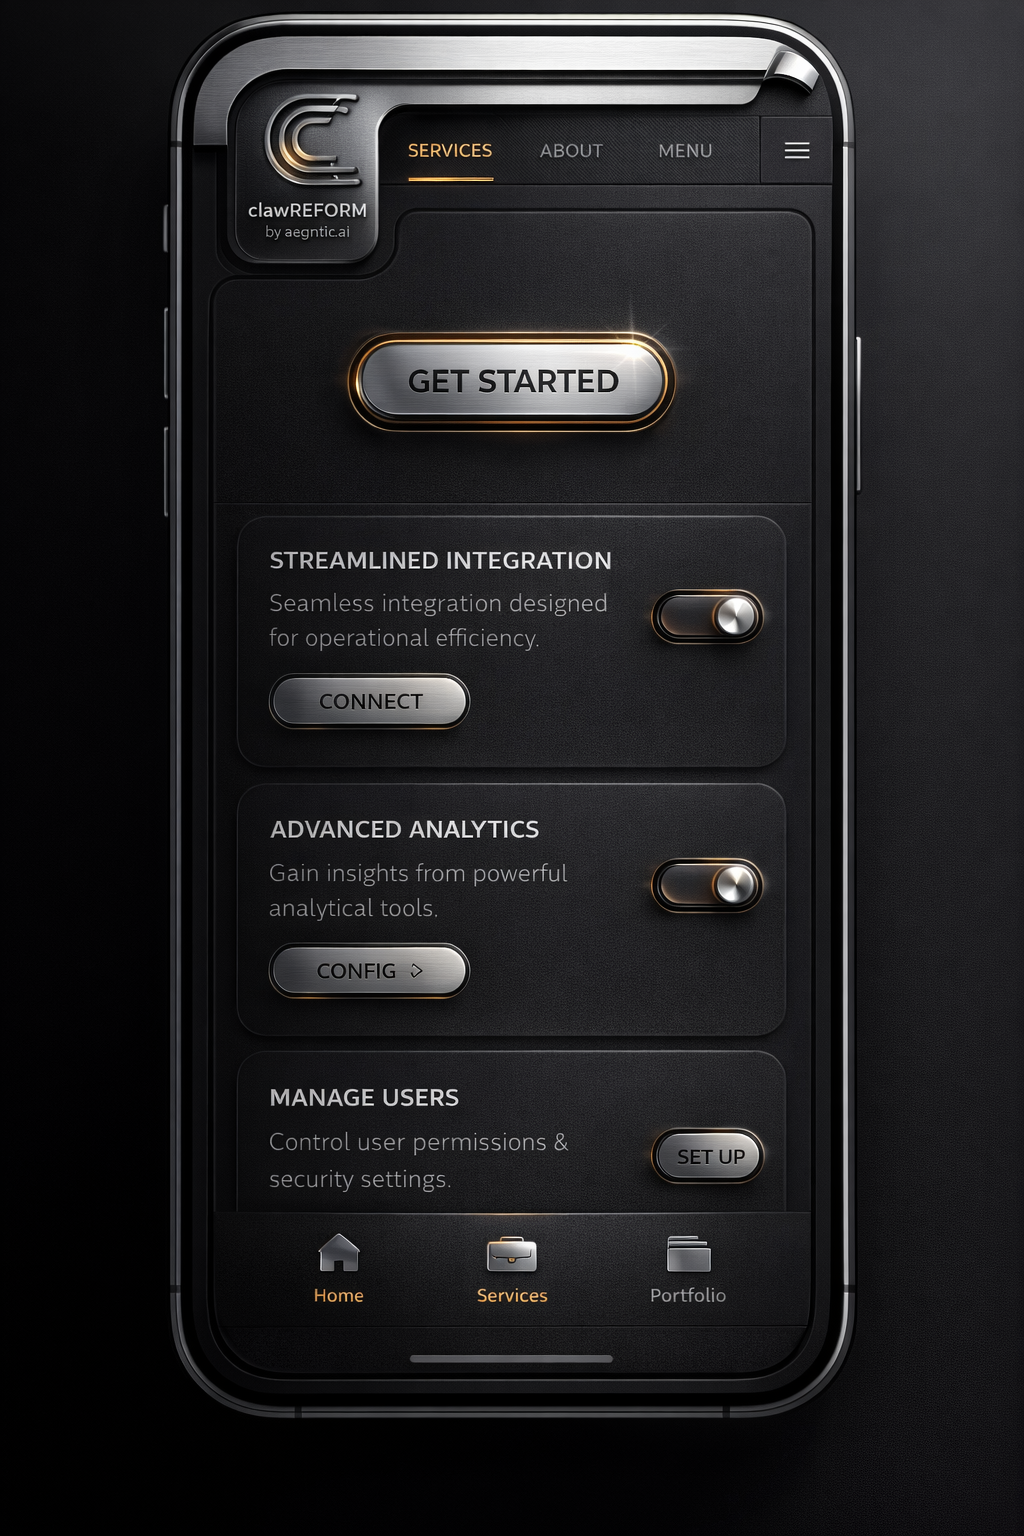 clawREFORM
by aegntic.ai
SERVICES
ABOUT
MENU
GET STARTED
STREAMLINED INTEGRATION
Seamless integration designed
for operational efficiency.
CONNECT
ADVANCED ANALYTICS
Gain insights from powerful
analytical tools.
CONFIG
MANAGE USERS
Control user permissions &
security settings.
SET UP
Home
Services
Portfolio